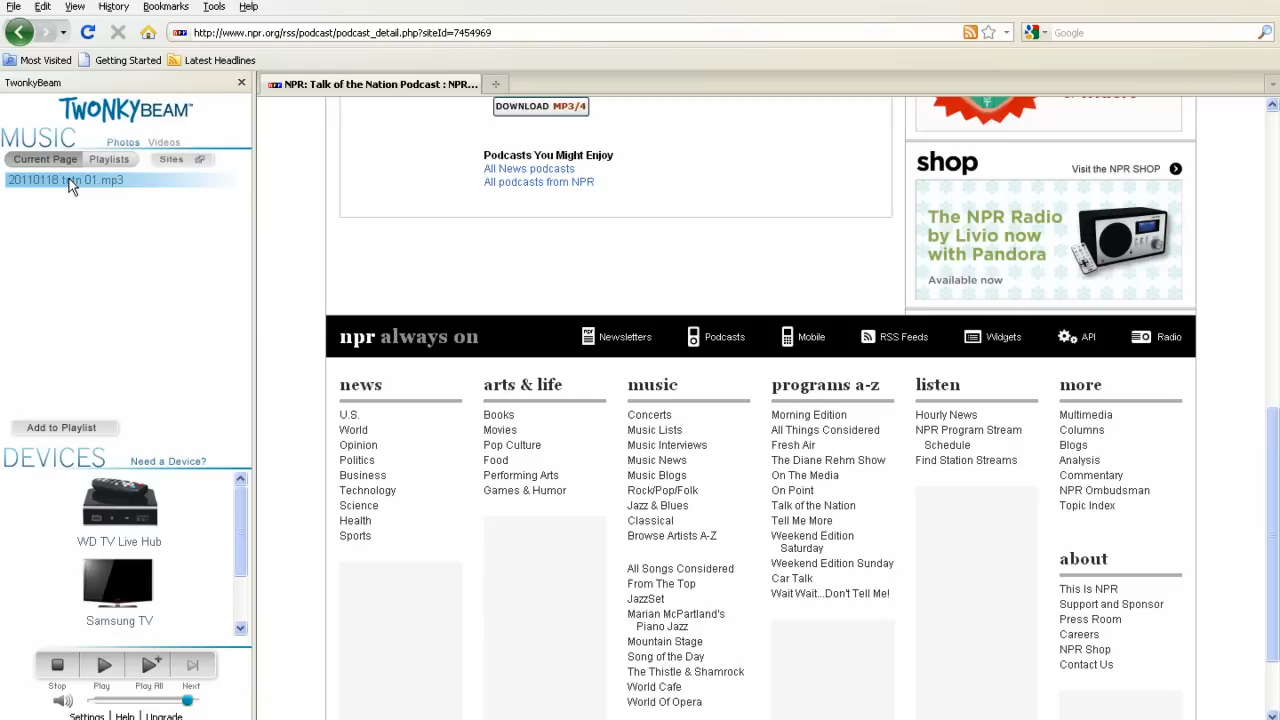 File Edit View History Bookmarks Tools Help
http://www.npr.org/rss/podcast/podcast_detail.php?siteId=7454969
Google
Most Visited Getting Started Latest Headlines
TwonkyBeam
NPR: Talk of the Nation Podcast : NPR...
TWONKYBEAM™
MUSIC Photos Videos
Current Page Playlists Sites
20110118 totn 01.mp3
Add to Playlist
DEVICES Need a Device?
WD TV Live Hub
Samsung TV
Stop Play Play All Next
Settings | Help | Upgrade
DOWNLOAD MP3/4
Podcasts You Might Enjoy
All News podcasts
All podcasts from NPR
shop
Visit the NPR SHOP
The NPR Radio
by Livio now
with Pandora
Available now
npr always on
Newsletters Podcasts Mobile RSS Feeds Widgets API Radio
news
U.S.
World
Opinion
Politics
Business
Technology
Science
Health
Sports
arts & life
Books
Movies
Pop Culture
Food
Performing Arts
Games & Humor
music
Concerts
Music Lists
Music Interviews
Music News
Music Blogs
Rock/Pop/Folk
Jazz & Blues
Classical
Browse Artists A-Z
All Songs Considered
From The Top
JazzSet
Marian McPartland's
Piano Jazz
Mountain Stage
Song of the Day
The Thistle & Shamrock
World Cafe
World Of Opera
programs a-z
Morning Edition
All Things Considered
Fresh Air
The Diane Rehm Show
On The Media
On Point
Talk of the Nation
Tell Me More
Weekend Edition
Saturday
Weekend Edition Sunday
Car Talk
Wait Wait...Don't Tell Me!
listen
Hourly News
NPR Program Stream
Schedule
Find Station Streams
more
Multimedia
Columns
Blogs
Analysis
Commentary
NPR Ombudsman
Topic Index
about
This Is NPR
Support and Sponsor
Press Room
Careers
NPR Shop
Contact Us